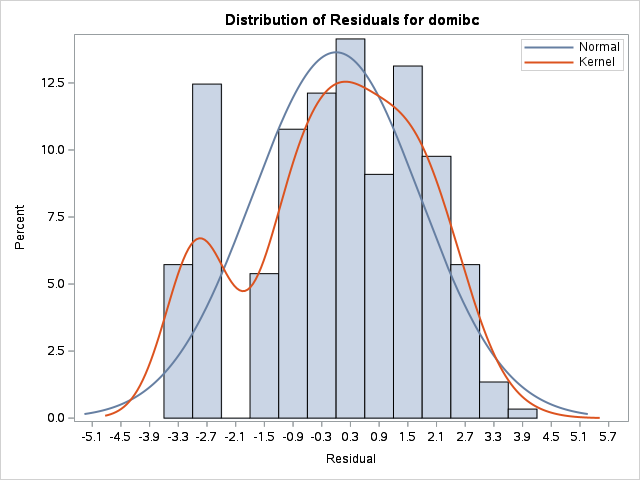 Distribution of Residuals for domibc
Normal
Kernel
12.5
10.0
7.5
5.0
2.5
0.0
Percent
-5.1 -4.5 -3.9 -3.3 -2.7 -2.1 -1.5 -0.9 -0.3 0.3 0.9 1.5 2.1 2.7 3.3 3.9 4.5 5.1 5.7
Residual